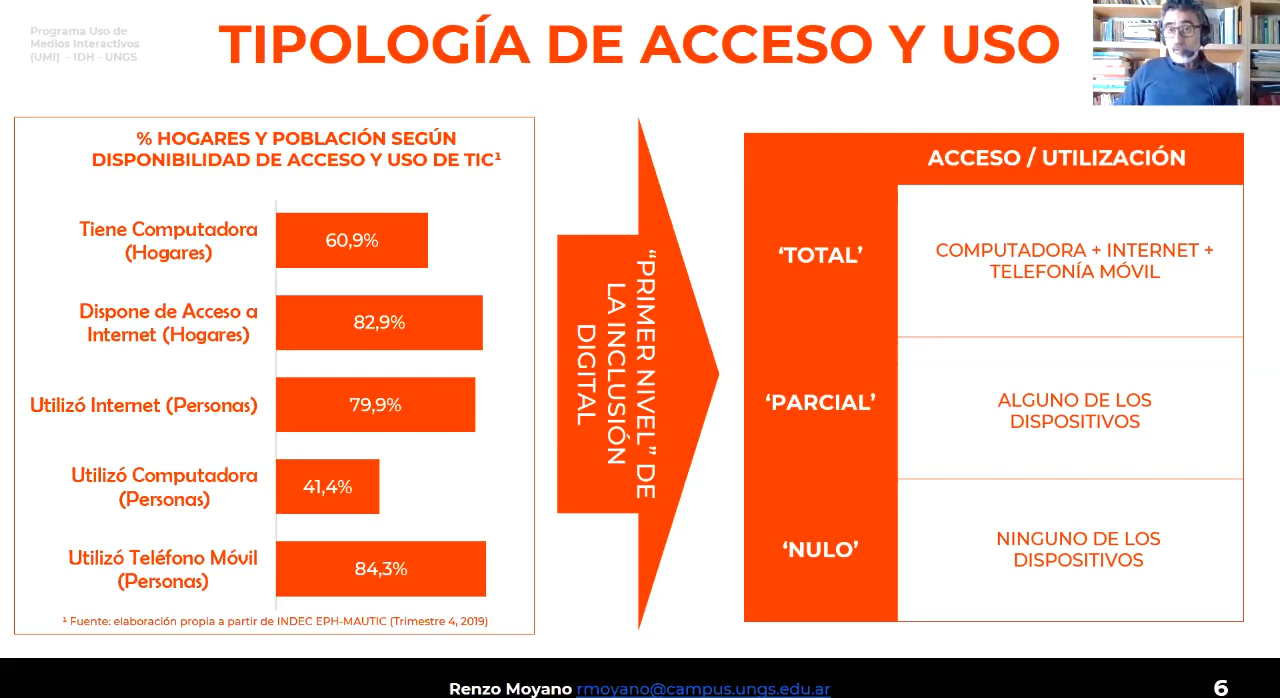 Programa Uso de
Medios Interactivos
(UMI) - IDH - UNGS
TIPOLOGÍA DE ACCESO Y USO
% HOGARES Y POBLACIÓN SEGÚN
DISPONIBILIDAD DE ACCESO Y USO DE TIC¹
Tiene Computadora
(Hogares)
60,9%
Dispone de Acceso a
Internet (Hogares)
82,9%
Utilizó Internet (Personas)
79,9%
Utilizó Computadora
(Personas)
41,4%
Utilizó Teléfono Móvil
(Personas)
84,3%
¹ Fuente: elaboración propia a partir de INDEC EPH-MAUTIC (Trimestre 4, 2019)
“PRIMER NIVEL” DE
LA INCLUSIÓN
DIGITAL
ACCESO / UTILIZACIÓN
‘TOTAL’
COMPUTADORA + INTERNET +
TELEFONÍA MÓVIL
‘PARCIAL’
ALGUNO DE LOS
DISPOSITIVOS
‘NULO’
NINGUNO DE LOS
DISPOSITIVOS
Renzo Moyano rmoyano@campus.ungs.edu.ar
6